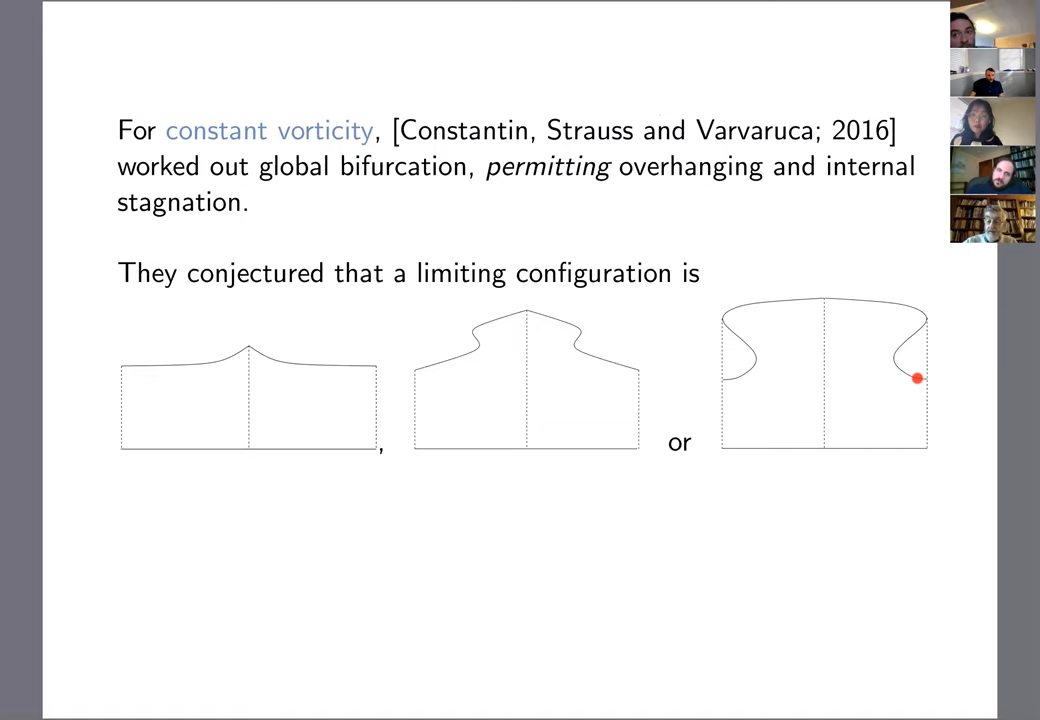 For constant vorticity, [Constantin, Strauss and Varvaruca; 2016]
worked out global bifurcation, permitting overhanging and internal
stagnation.
They conjectured that a limiting configuration is
, or